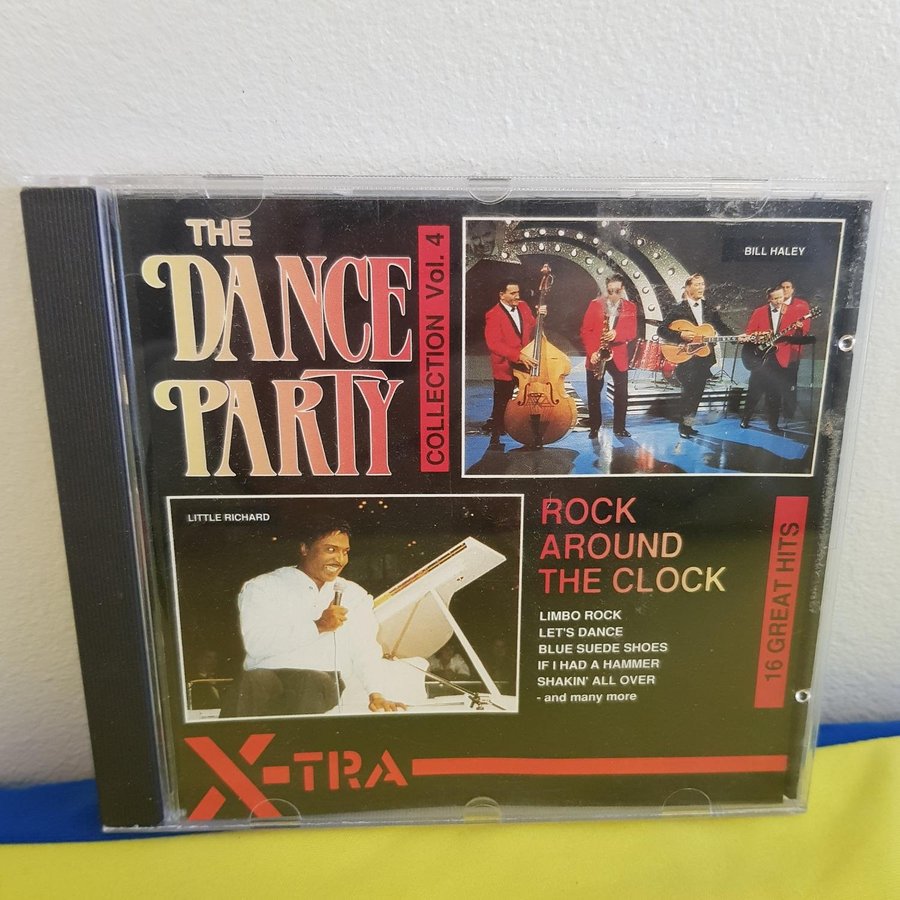 THE
DANCE
PARTY
COLLECTION Vol. 4
BILL HALEY
LITTLE RICHARD
ROCK
AROUND
THE CLOCK
LIMBO ROCK
LET'S DANCE
BLUE SUEDE SHOES
IF I HAD A HAMMER
SHAKIN' ALL OVER
- and many more
16 GREAT HITS
X-TRA